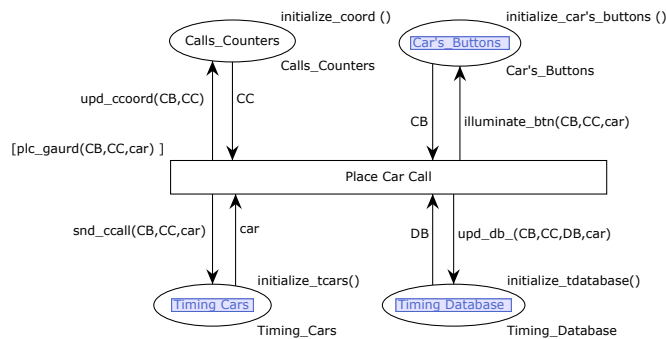 initialize_coord ()
initialize_car's_buttons ()
Calls_Counters
Car's_Buttons
Calls_Counters
Car's_Buttons
upd_ccoord(CB,CC)
CC
CB
illuminate_btn(CB,CC,car)
[plc_gaurd(CB,CC,car) ]
Place Car Call
snd_ccall(CB,CC,car)
car
DB
upd_db_(CB,CC,DB,car)
initialize_tcars()
initialize_tdatabase()
Timing Cars
Timing Database
Timing_Cars
Timing_Database